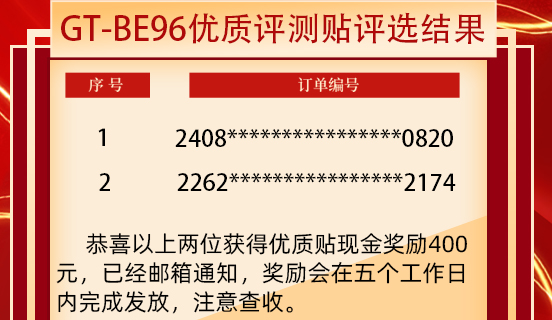 GT-BE96优质评测贴评选结果
序 号 订单编号
1 2408****************0820
2 2262****************2174
恭喜以上两位获得优质贴现金奖励400
元，已经邮箱通知，奖励会在五个工作日
内完成发放，注意查收。